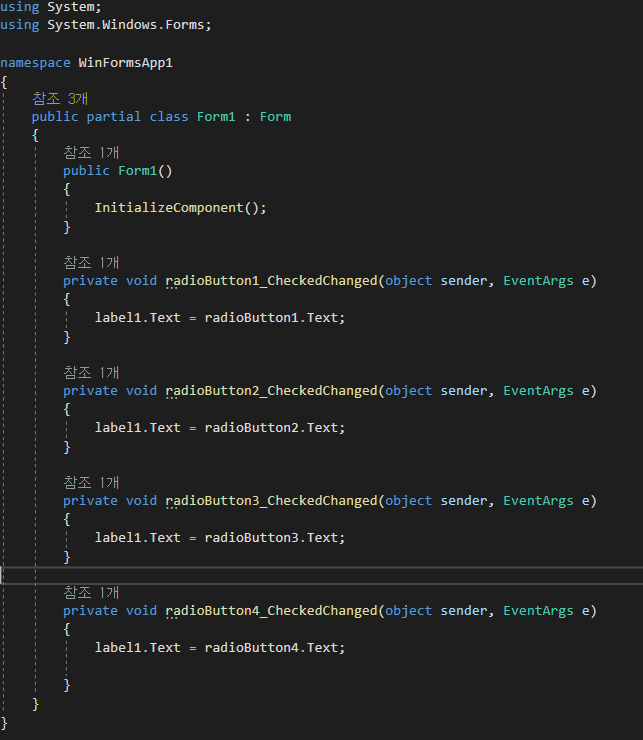 using System;
using System.Windows.Forms;
namespace WinFormsApp1
{
참조 3개
public partial class Form1 : Form
{
참조 1개
public Form1()
{
InitializeComponent();
}
참조 1개
private void radioButton1_CheckedChanged(object sender, EventArgs e)
{
label1.Text = radioButton1.Text;
}
참조 1개
private void radioButton2_CheckedChanged(object sender, EventArgs e)
{
label1.Text = radioButton2.Text;
}
참조 1개
private void radioButton3_CheckedChanged(object sender, EventArgs e)
{
label1.Text = radioButton3.Text;
}
참조 1개
private void radioButton4_CheckedChanged(object sender, EventArgs e)
{
label1.Text = radioButton4.Text;
}
}
}